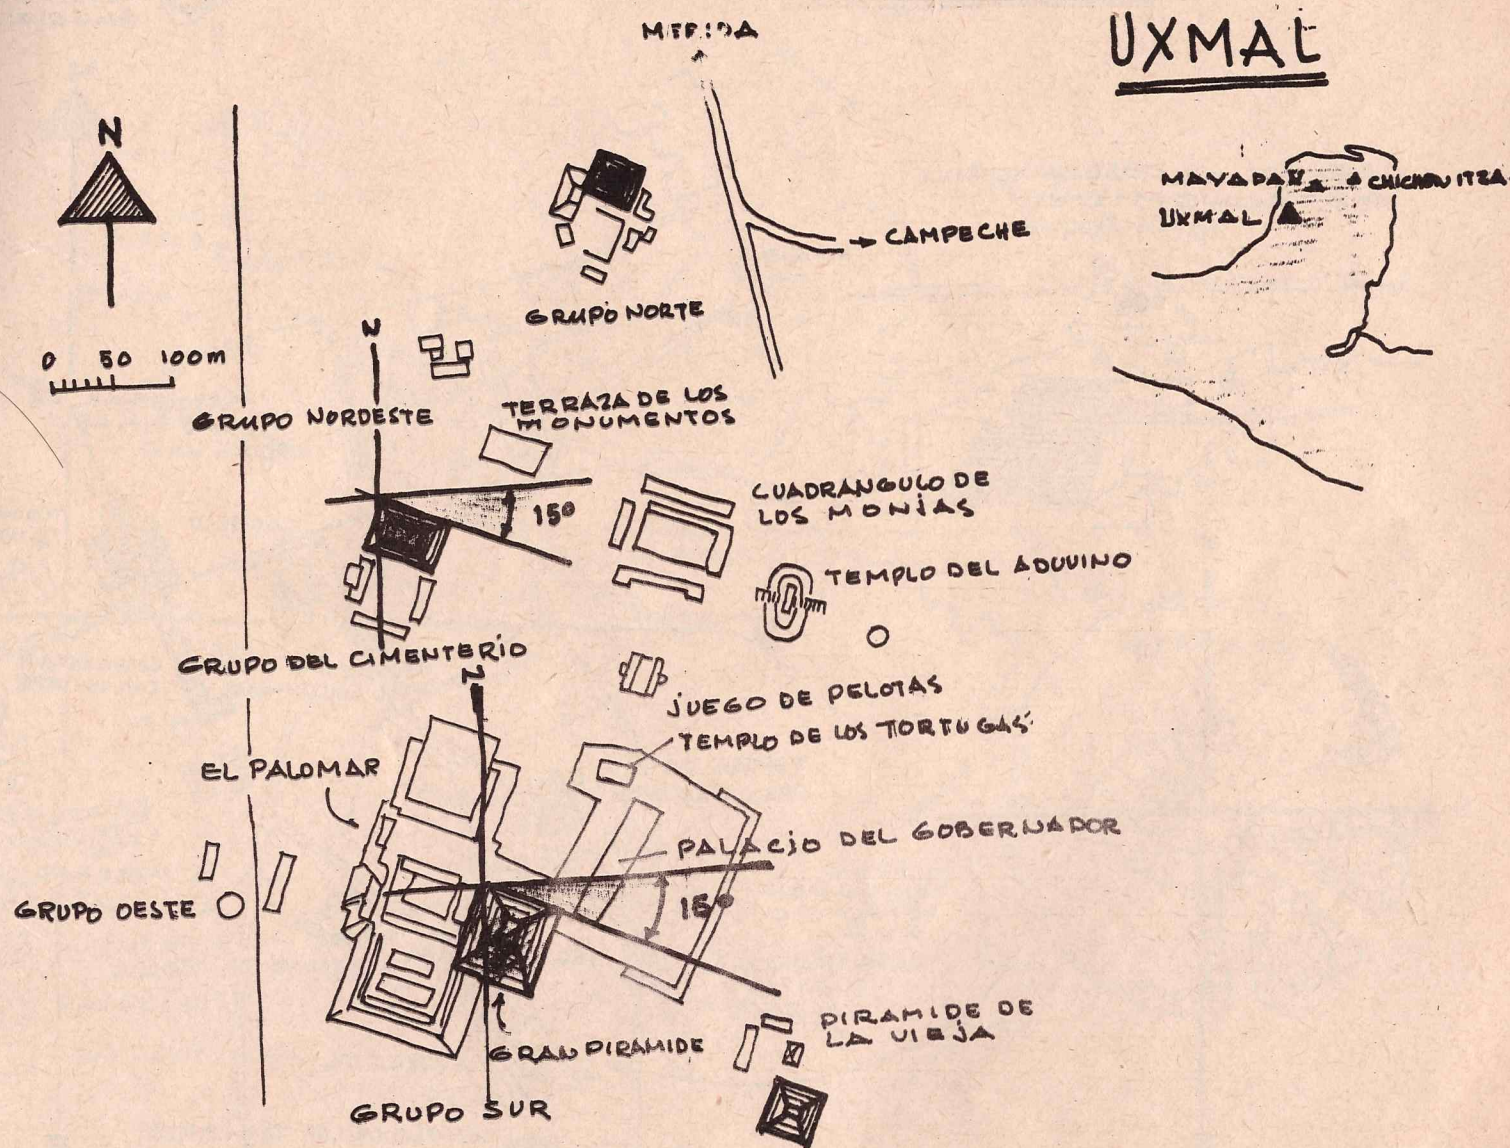 UXMAL
MERIDA
N
MAYAPAN
CHICHEN ITZA
UXMAL
CAMPECHE
GRUPO NORTE
N
0 50 100m
GRUPO NORDESTE
TERRAZA DE LOS
MONUMENTOS
15°
CUADRANGULO DE
LOS MONJAS
TEMPLO DEL ADUVINO
GRUPO DEL CIMENTERIO
N
JUEGO DE PELOTAS
TEMPLO DE LOS TORTUGAS
EL PALOMAR
PALACIO DEL GOBERNADOR
15°
GRUPO OESTE
PIRAMIDE DE
LA VIEJA
GRAN PIRAMIDE
GRUPO SUR